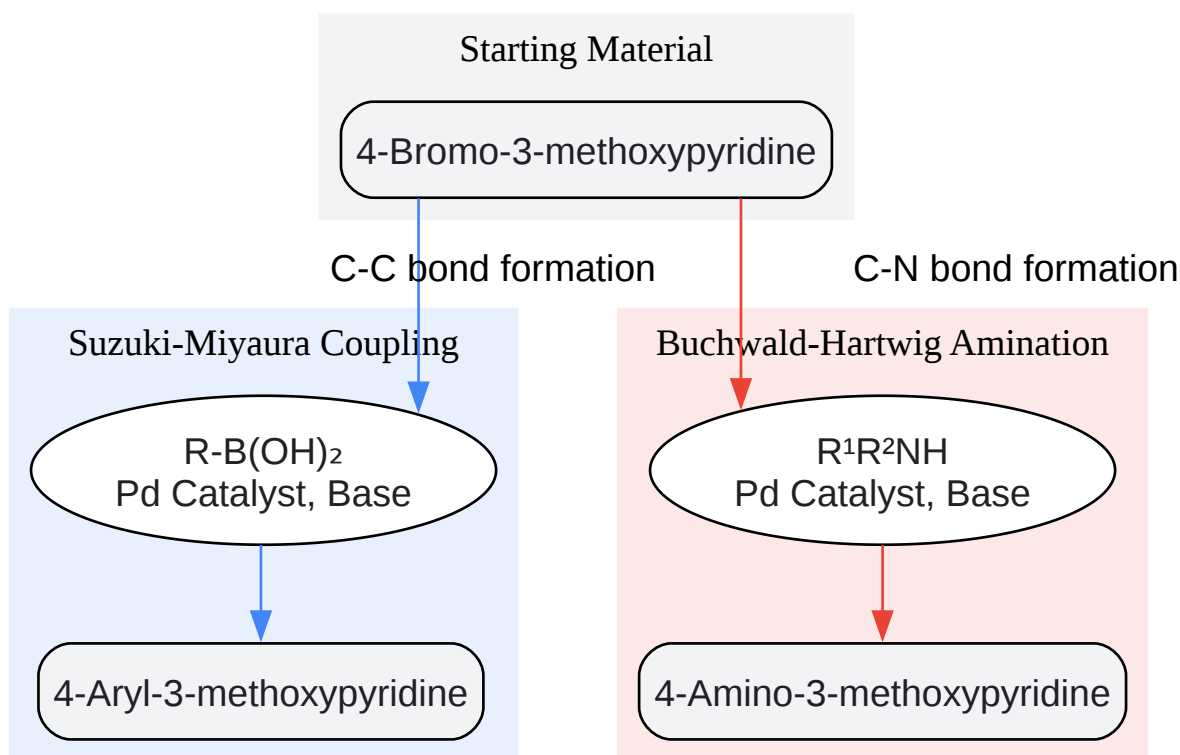 Starting Material
4-Bromo-3-methoxypyridine
C-C bond formation
C-N bond formation
Suzuki-Miyaura Coupling
Buchwald-Hartwig Amination
R-B(OH)₂
Pd Catalyst, Base
R¹R²NH
Pd Catalyst, Base
4-Aryl-3-methoxypyridine
4-Amino-3-methoxypyridine